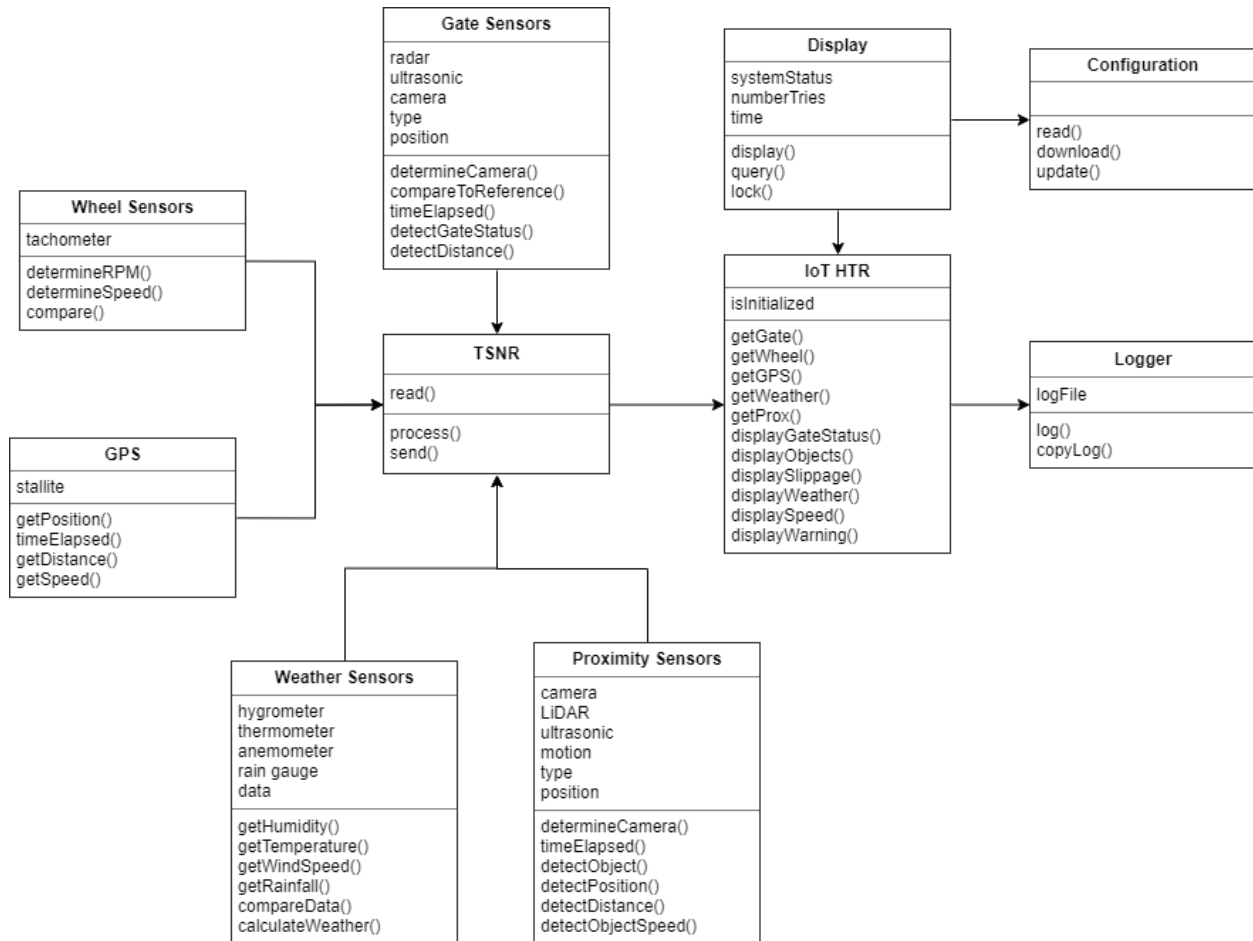 Gate Sensors
radar
ultrasonic
camera
type
position
determineCamera()
compareToReference()
timeElapsed()
detectGateStatus()
detectDistance()
Display
systemStatus
numberTries
time
display()
query()
lock()
Configuration
read()
download()
update()
Wheel Sensors
tachometer
determineRPM()
determineSpeed()
compare()
TSNR
read()
process()
send()
IoT HTR
isInitialized
getGate()
getWheel()
getGPS()
getWeather()
getProx()
displayGateStatus()
displayObjects()
displaySlippage()
displayWeather()
displaySpeed()
displayWarning()
Logger
logFile
log()
copyLog()
GPS
stallite
getPosition()
timeElapsed()
getDistance()
getSpeed()
Weather Sensors
hygrometer
thermometer
anemometer
rain gauge
data
getHumidity()
getTemperature()
getWindSpeed()
getRainfall()
compareData()
calculateWeather()
Proximity Sensors
camera
LiDAR
ultrasonic
motion
type
position
determineCamera()
timeElapsed()
detectObject()
detectPosition()
detectDistance()
detectObjectSpeed()